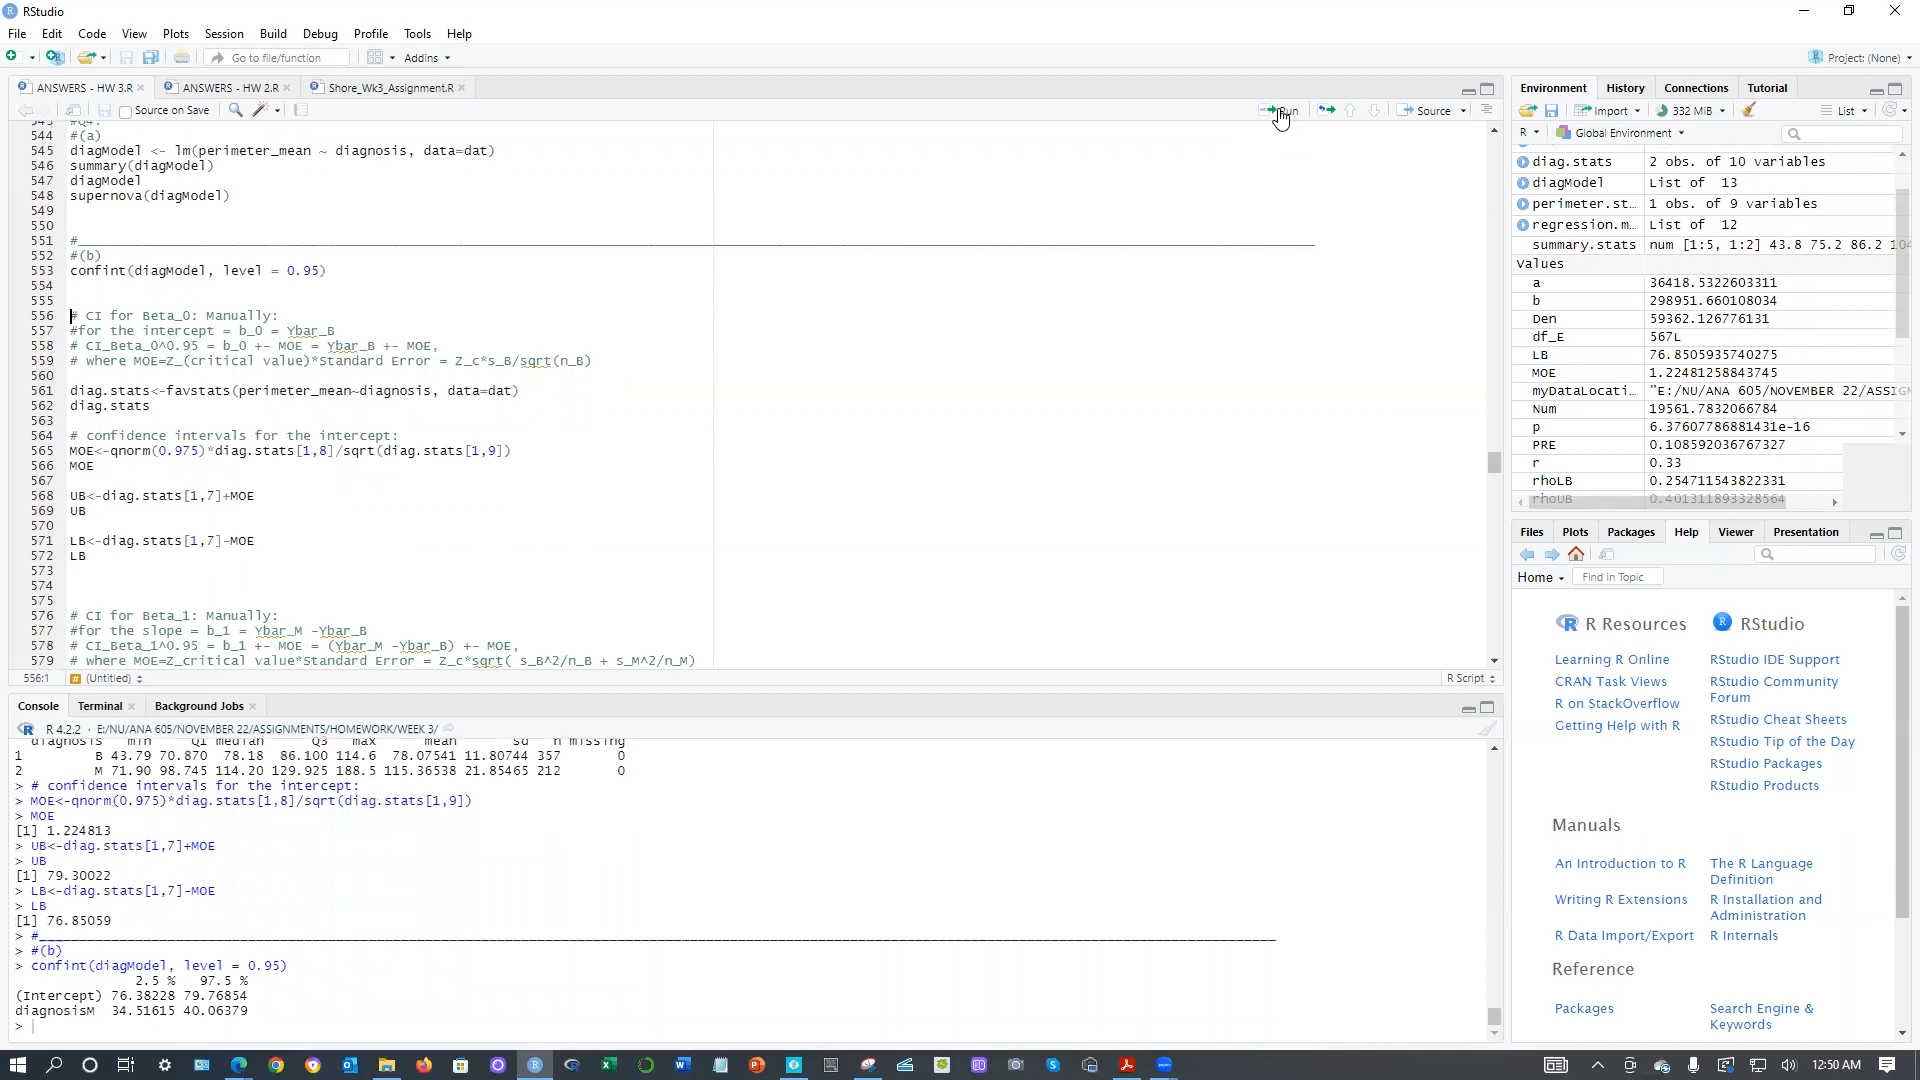 RStudio
File Edit Code View Plots Session Build Debug Profile Tools Help
Go to file/function Addins Project: (None)
ANSWERS - HW 3.R ANSWERS - HW 2.R Shore_Wk3_Assignment.R
Source on Save Run Source
543 #Q4:
544 #(a)
545 diagModel <- lm(perimeter_mean ~ diagnosis, data=dat)
546 summary(diagModel)
547 diagModel
548 supernova(diagModel)
549
550
551 #____________________________________________________________
552 #(b)
553 confint(diagModel, level = 0.95)
554
555
556 # CI for Beta_0: Manually:
557 #for the intercept = b_0 = Ybar_B
558 # CI_Beta_0^0.95 = b_0 +- MOE = Ybar_B +- MOE,
559 # where MOE=Z_(critical value)*Standard Error = Z_c*s_B/sqrt(n_B)
560
561 diag.stats<-favstats(perimeter_mean~diagnosis, data=dat)
562 diag.stats
563
564 # confidence intervals for the intercept:
565 MOE<-qnorm(0.975)*diag.stats[1,8]/sqrt(diag.stats[1,9])
566 MOE
567
568 UB<-diag.stats[1,7]+MOE
569 UB
570
571 LB<-diag.stats[1,7]-MOE
572 LB
573
574
575
576 # CI for Beta_1: Manually:
577 #for the slope = b_1 = Ybar_M -Ybar_B
578 # CI_Beta_1^0.95 = b_1 +- MOE = (Ybar_M -Ybar_B) +- MOE,
579 # where MOE=Z_critical value*Standard Error = Z_c*sqrt( s_B^2/n_B + s_M^2/n_M)
556:1 # (Untitled) R Script
Console Terminal Background Jobs
R 4.2.2 · E:/NU/ANA 605/NOVEMBER 22/ASSIGNMENTS/HOMEWORK/WEEK 3/
diagnosis min Q1 median Q3 max mean sd n missing
1 B 43.79 70.870 78.18 86.100 114.6 78.07541 11.80744 357 0
2 M 71.90 98.745 114.20 129.925 188.5 115.36538 21.85465 212 0
> # confidence intervals for the intercept:
> MOE<-qnorm(0.975)*diag.stats[1,8]/sqrt(diag.stats[1,9])
> MOE
[1] 1.224813
> UB<-diag.stats[1,7]+MOE
> UB
[1] 79.30022
> LB<-diag.stats[1,7]-MOE
> LB
[1] 76.85059
> #____________________________________________________________
> #(b)
> confint(diagModel, level = 0.95)
2.5 % 97.5 %
(Intercept) 76.38228 79.76854
diagnosisM 34.51615 40.06379
>
Environment History Connections Tutorial
Import 332 MiB List
R Global Environment
diag.stats 2 obs. of 10 variables
diagModel List of 13
perimeter.st… 1 obs. of 9 variables
regression.m… List of 12
summary.stats num [1:5, 1:2] 43.8 75.2 86.2 104
Values
a 36418.5322603311
b 298951.660108034
Den 59362.126776131
df_E 567L
LB 76.8505935740275
MOE 1.22481258843745
myDataLocati… "E:/NU/ANA 605/NOVEMBER 22/ASSIG
Num 19561.7832066784
p 6.37607786881431e-16
PRE 0.108592036767327
r 0.33
rhoLB 0.254711543822331
rhoUB 0.401311893328564
Files Plots Packages Help Viewer Presentation
Home Find in Topic
R Resources
Learning R Online
CRAN Task Views
R on StackOverflow
Getting Help with R
RStudio
RStudio IDE Support
RStudio Community
Forum
RStudio Cheat Sheets
RStudio Tip of the Day
RStudio Packages
RStudio Products
Manuals
An Introduction to R The R Language
Definition
Writing R Extensions R Installation and
Administration
R Data Import/Export R Internals
Reference
Packages Search Engine &
Keywords
12:50 AM